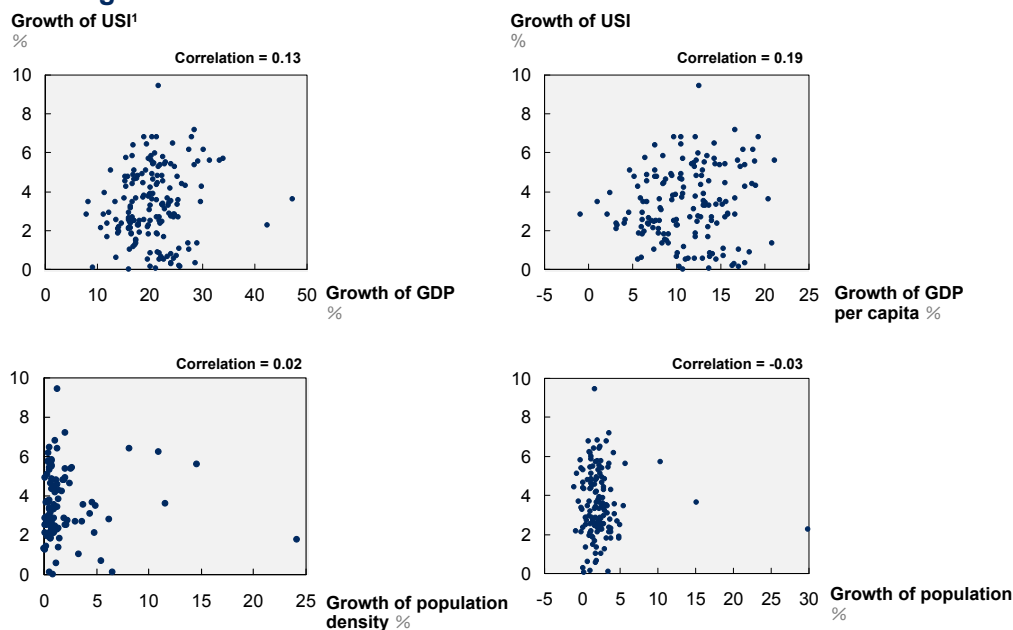 Growth of USI¹
%
Correlation = 0.13
10
8
6
4
2
0
0 10 20 30 40 50
Growth of GDP
%
Growth of USI
%
Correlation = 0.19
10
8
6
4
2
0
-5 0 5 10 15 20 25
Growth of GDP
per capita %
Correlation = 0.02
10
8
6
4
2
0
0 5 10 15 20 25
Growth of population
density %
Correlation = -0.03
10
8
6
4
2
0
-5 0 5 10 15 20 25 30
Growth of population
%